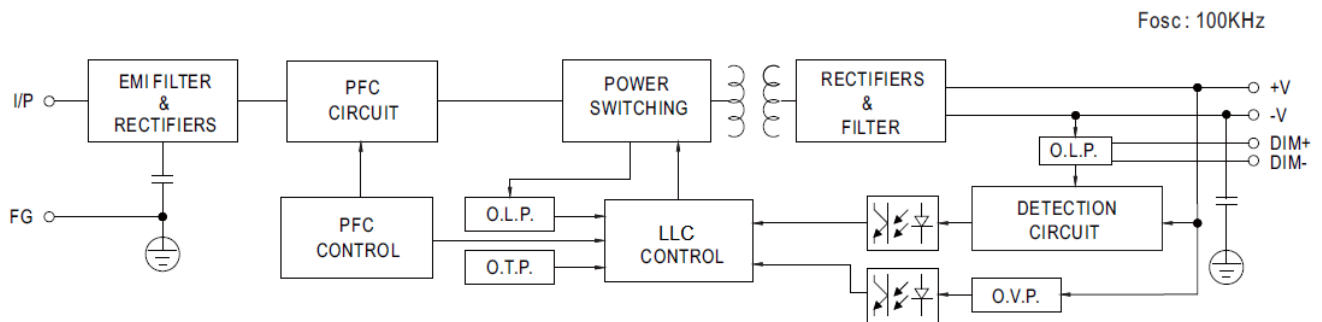 Fosc : 100KHz
I/P
EMI FILTER
&
RECTIFIERS
PFC
CIRCUIT
POWER
SWITCHING
RECTIFIERS
&
FILTER
+V
-V
DIM+
DIM-
O.L.P.
FG
PFC
CONTROL
O.L.P.
O.T.P.
LLC
CONTROL
DETECTION
CIRCUIT
O.V.P.